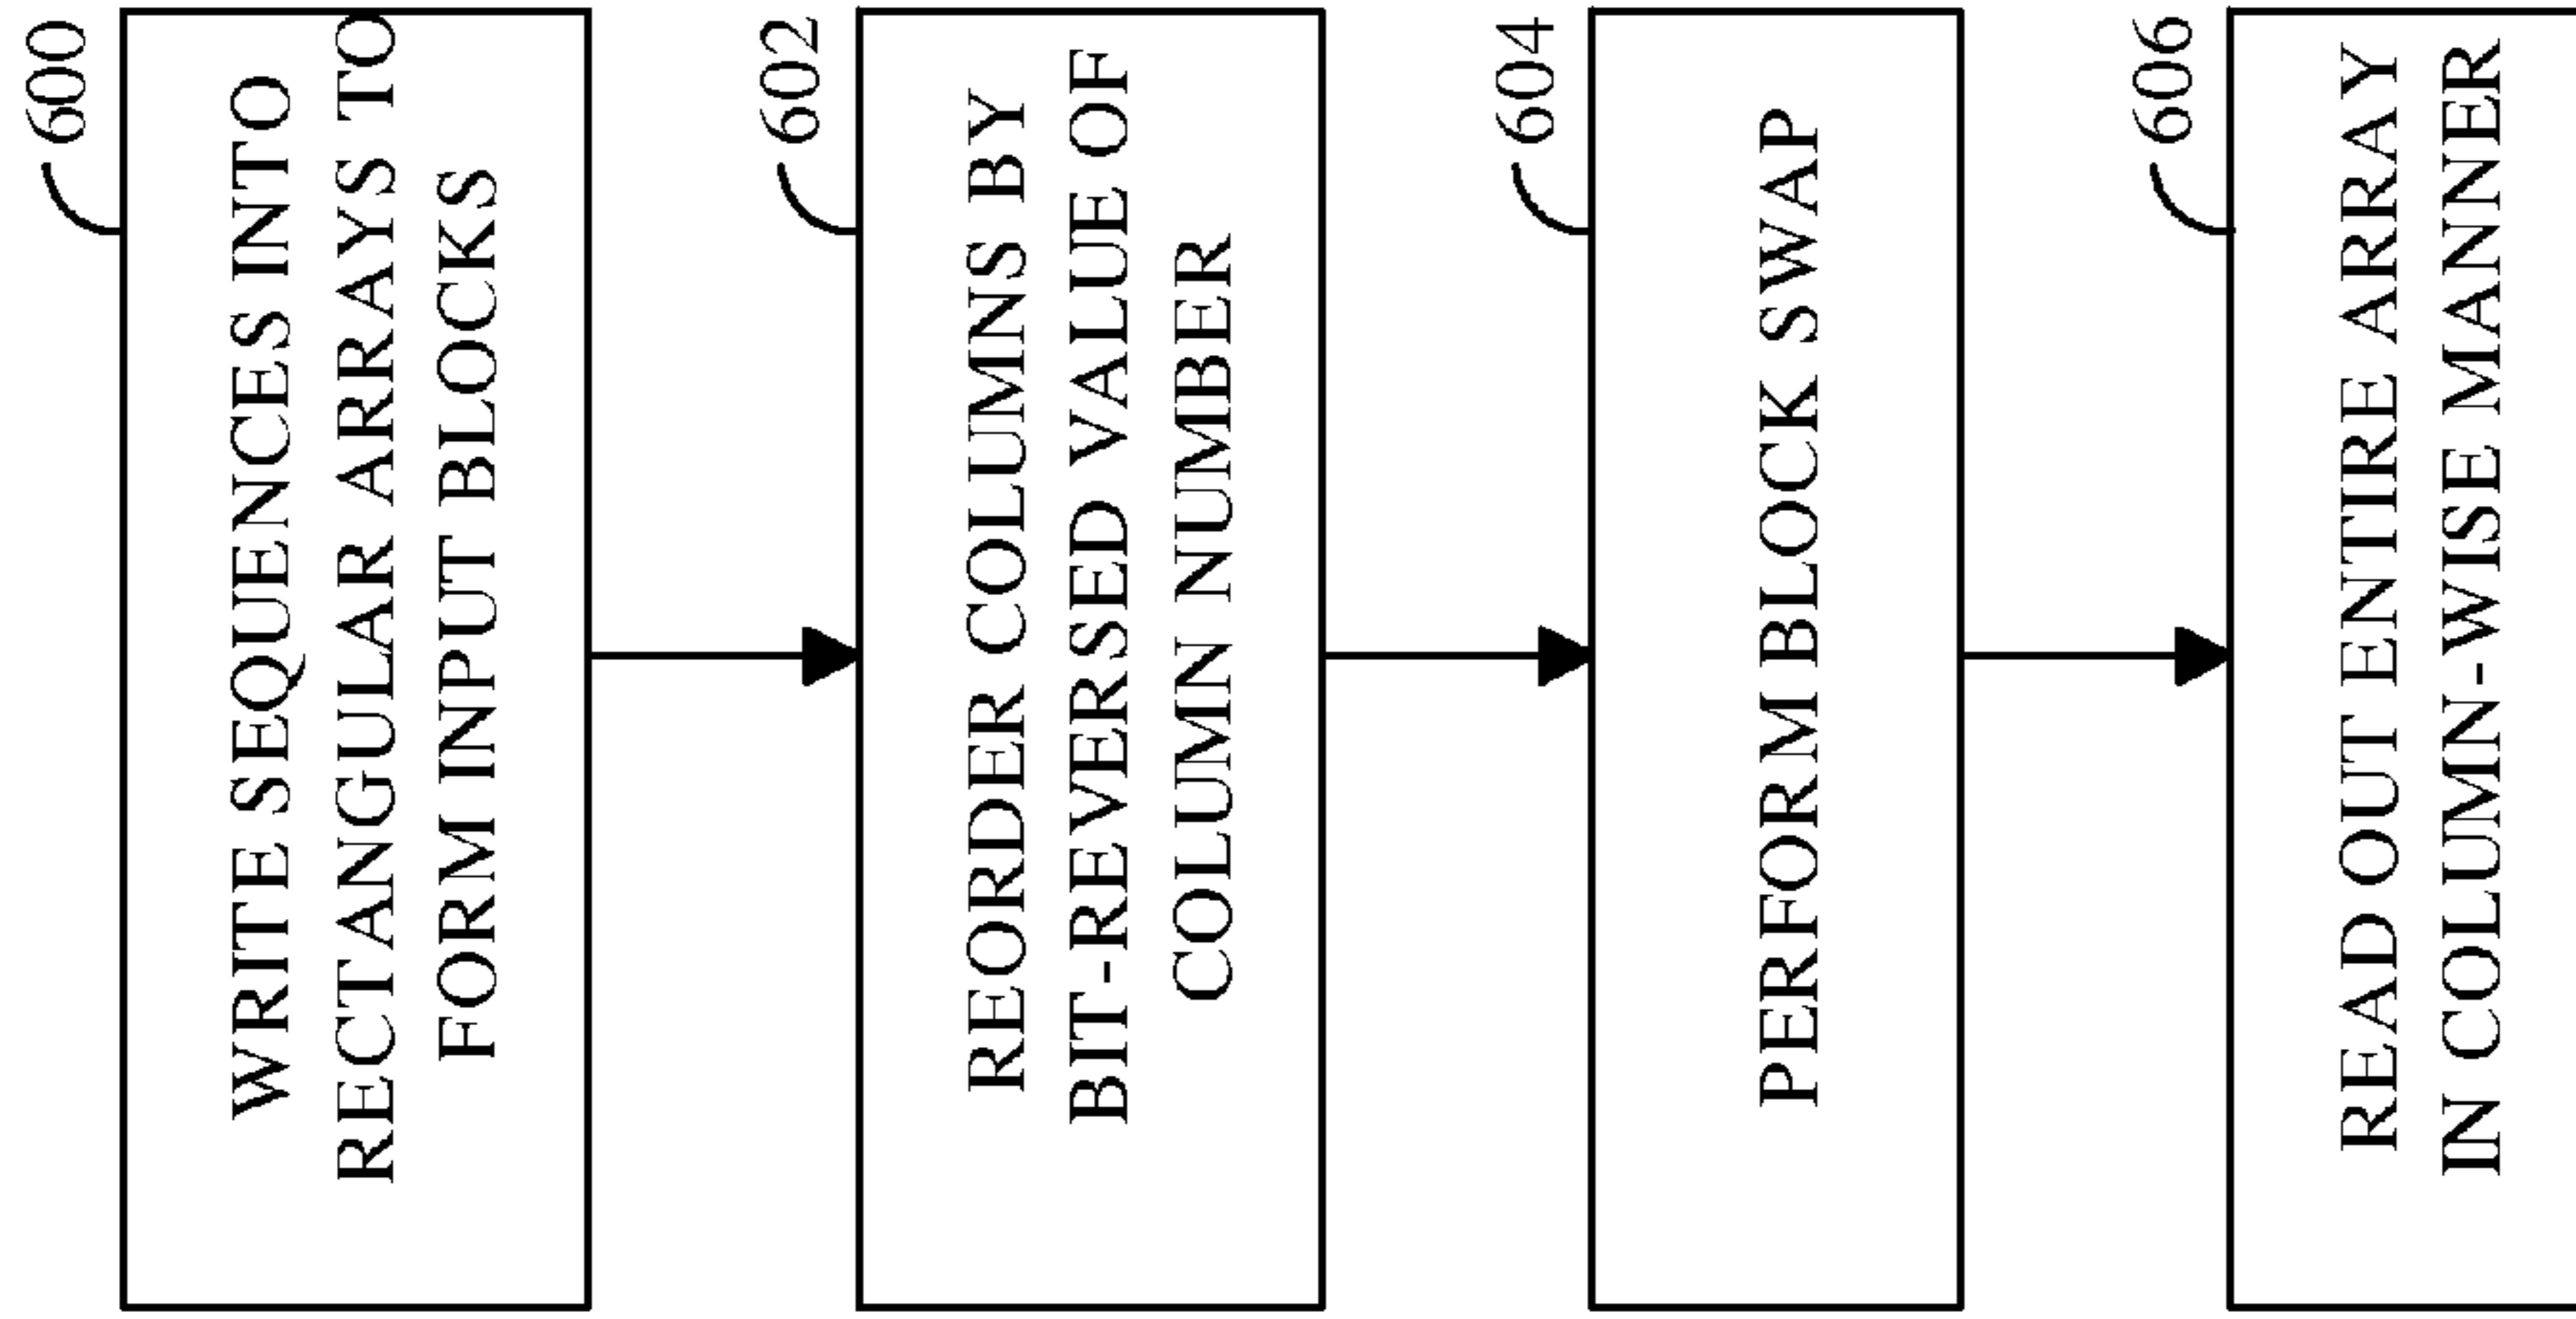 600
WRITE SEQUENCES INTO
RECTANGULAR ARRAYS TO
FORM INPUT BLOCKS
602
REORDER COLUMNS BY
BIT-REVERSED VALUE OF
COLUMN NUMBER
604
PERFORM BLOCK SWAP
606
READ OUT ENTIRE ARRAY
IN COLUMN-WISE MANNER